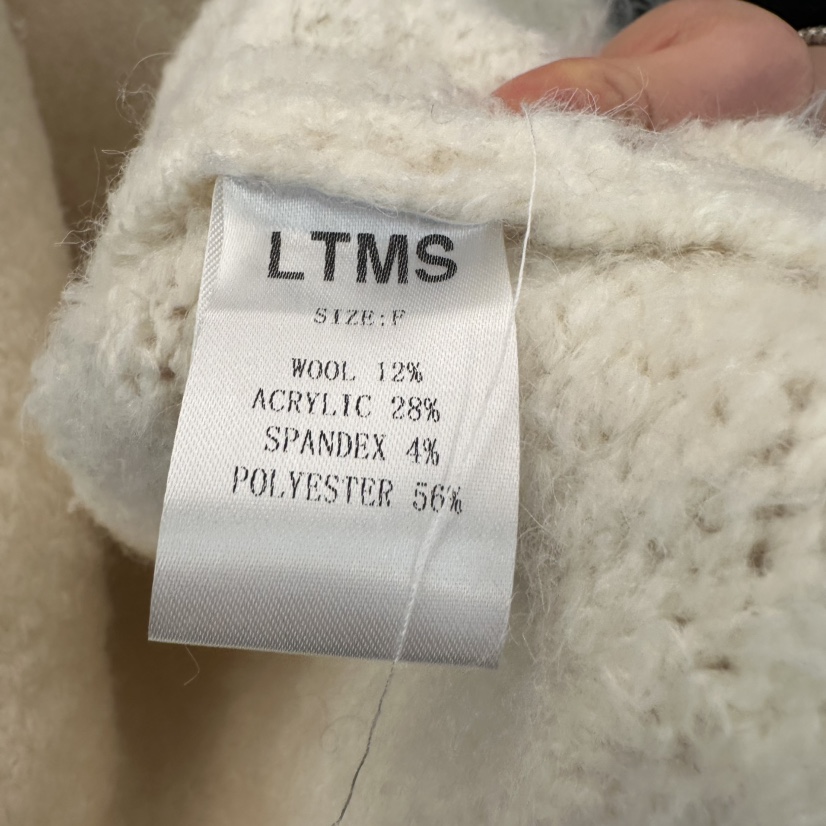 LTMS
SIZE:F
WOOL 12%
ACRYLIC 28%
SPANDEX 4%
POLYESTER 56%